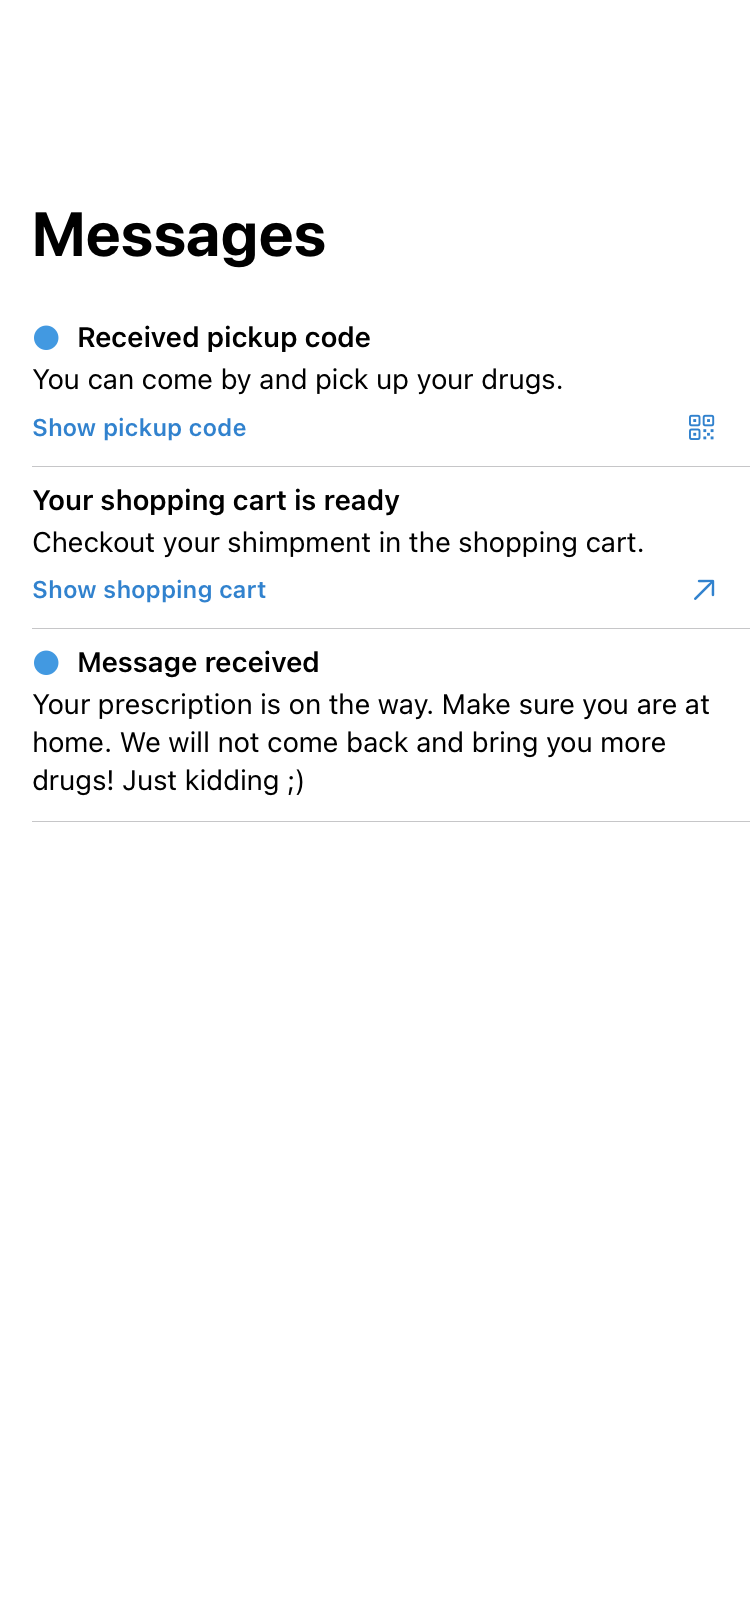 Messages
Received pickup code
You can come by and pick up your drugs.
Show pickup code
Your shopping cart is ready
Checkout your shimpment in the shopping cart.
Show shopping cart
Message received
Your prescription is on the way. Make sure you are at
home. We will not come back and bring you more
drugs! Just kidding ;)